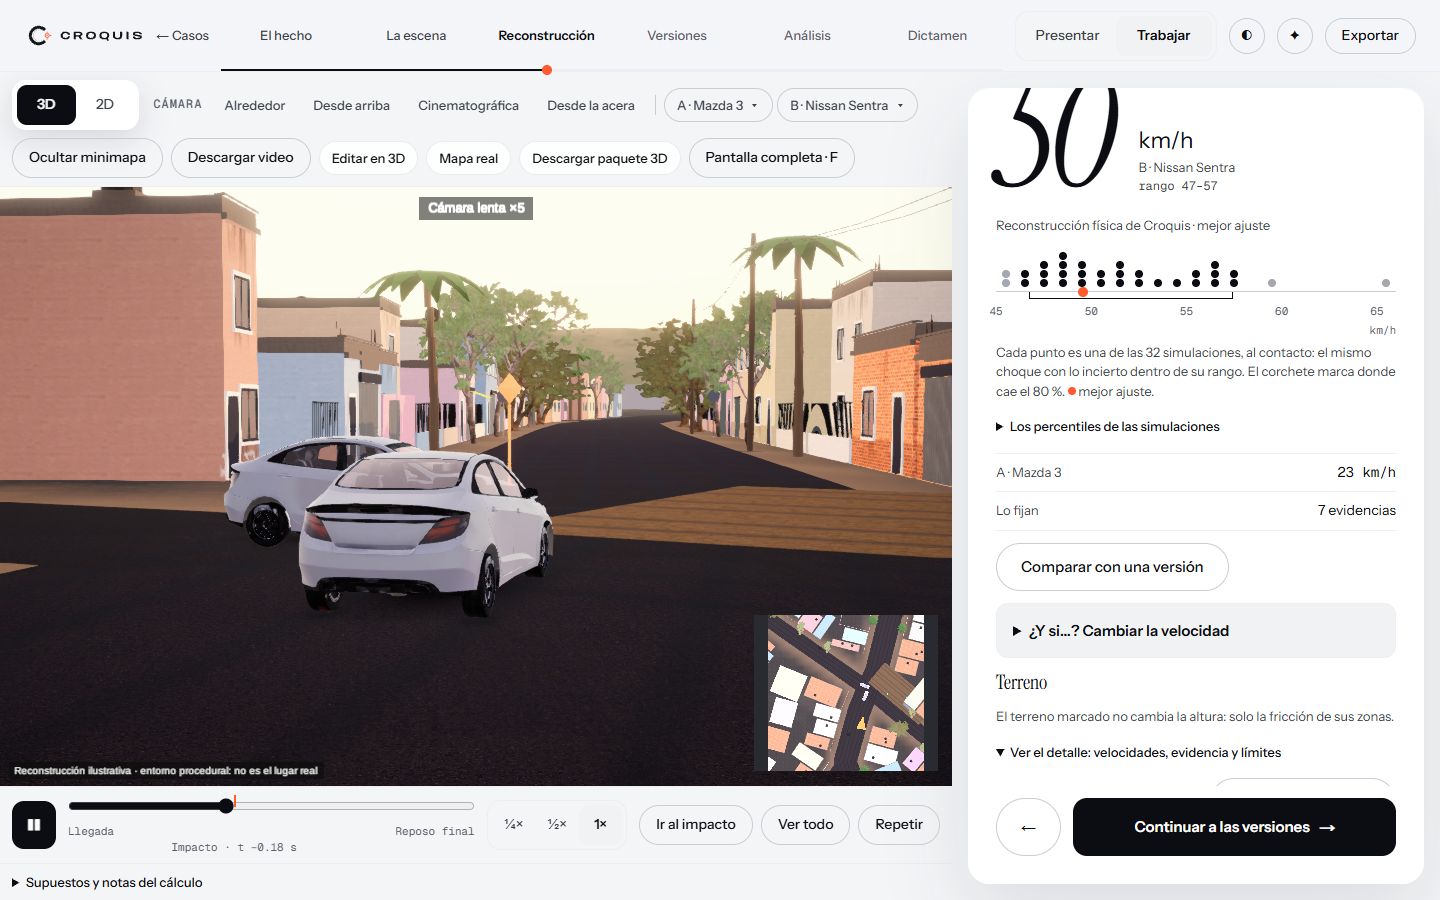 CROQUIS
← Casos
El hecho
La escena
Reconstrucción
Versiones
Análisis
Dictamen
Presentar
Trabajar
Exportar
3D
2D
CÁMARA
Alrededor
Desde arriba
Cinematográfica
Desde la acera
A · Mazda 3
B · Nissan Sentra
Ocultar minimapa
Descargar video
Editar en 3D
Mapa real
Descargar paquete 3D
Pantalla completa · F
Cámara lenta ×5
Reconstrucción ilustrativa - entorno procedural: no es el lugar real
Llegada
Reposo final
Impacto · t -0.18 s
¼×
½×
1×
Ir al impacto
Ver todo
Repetir
▶ Supuestos y notas del cálculo
50
km/h
B · Nissan Sentra
rango 47-57
Reconstrucción física de Croquis · mejor ajuste
45
50
55
60
65
km/h
Cada punto es una de las 32 simulaciones, al contacto: el mismo
choque con lo incierto dentro de su rango. El corchete marca donde
cae el 80 %. ● mejor ajuste.
▶ Los percentiles de las simulaciones
A · Mazda 3
23 km/h
Lo fijan
7 evidencias
Comparar con una versión
▶ ¿Y si…? Cambiar la velocidad
Terreno
El terreno marcado no cambia la altura: solo la fricción de sus zonas.
▼ Ver el detalle: velocidades, evidencia y límites
←
Continuar a las versiones →